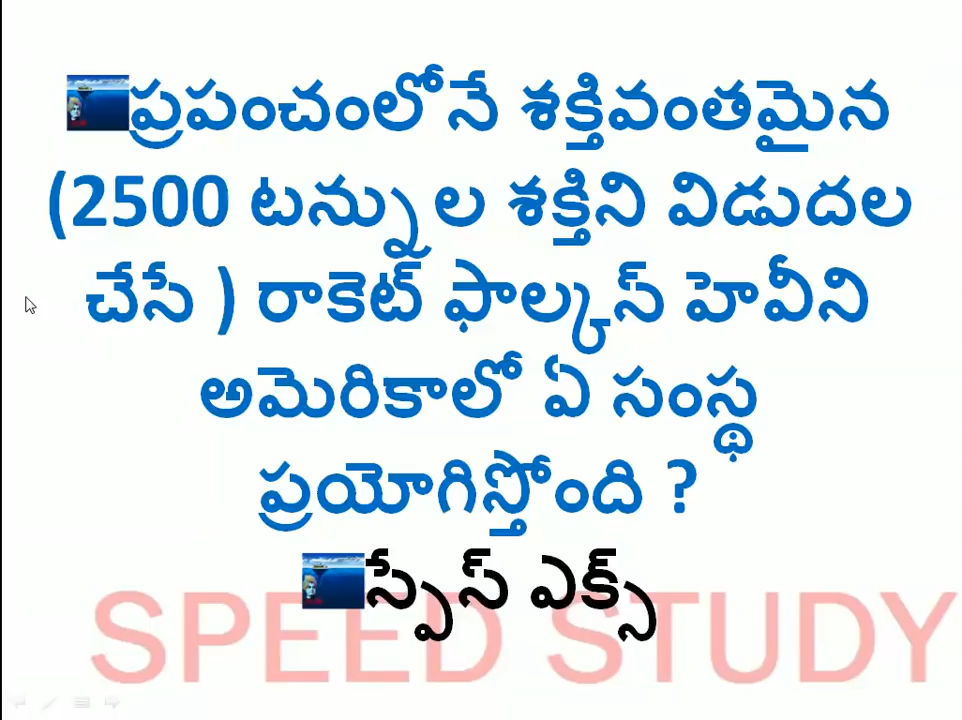 ప్రపంచంలోనే శక్తివంతమైన
(2500 టన్నుల శక్తిని విడుదల
చేసే ) రాకెట్ ఫాల్కన్ హెవీని
అమెరికాలో ఏ సంస్థ
ప్రయోగిస్తోంది ?
స్పేస్ ఎక్స్
SPEED STUDY